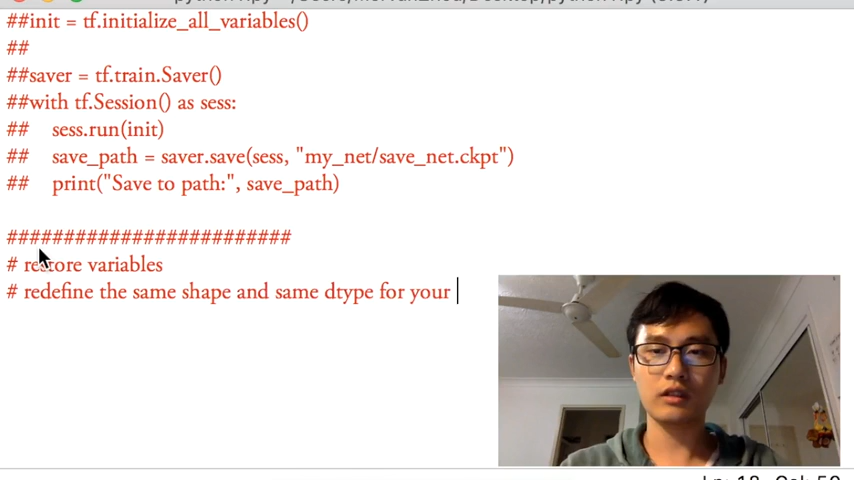 ##init = tf.initialize_all_variables()
##
##saver = tf.train.Saver()
##with tf.Session() as sess:
##    sess.run(init)
##    save_path = saver.save(sess, "my_net/save_net.ckpt")
##    print("Save to path:", save_path)
#########################
# restore variables
# redefine the same shape and same dtype for your